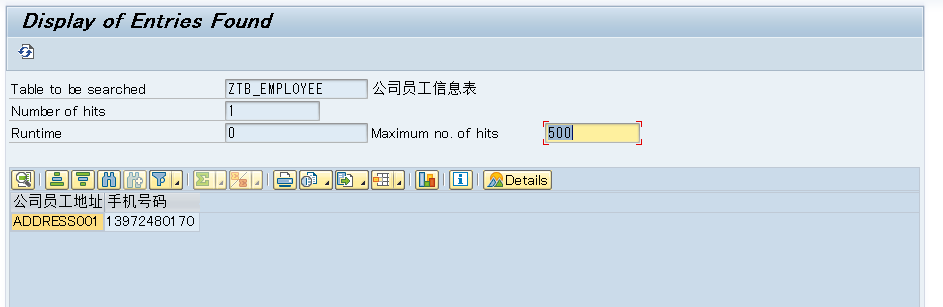 Display of Entries Found
Table to be searched ZTB_EMPLOYEE 公司员工信息表
Number of hits 1
Runtime 0 Maximum no. of hits 500
Details
公司员工地址 手机号码
ADDRESS001 13972480170